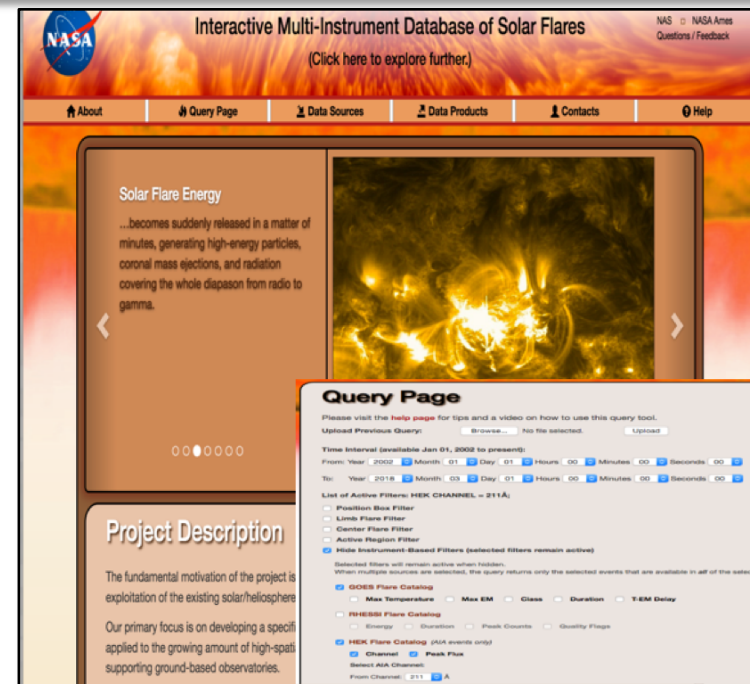 NASA
Interactive Multi-Instrument Database of Solar Flares
(Click here to explore further.)
NAS □ NASA Ames
Questions / Feedback
About Query Page Data Sources Data Products Contacts Help
Solar Flare Energy
…becomes suddenly released in a matter of
minutes, generating high-energy particles,
coronal mass ejections, and radiation
covering the whole diapason from radio to
gamma.
Project Description
The fundamental motivation of the project is
exploitation of the existing solar/heliosphere
Our primary focus is on developing a specifi
applied to the growing amount of high-spati
supporting ground-based observatories.
Query Page
Please visit the help page for tips and a video on how to use this query tool.
Upload Previous Query: Browse... No file selected. Upload
Time Interval (available Jan 01, 2002 to present):
From: Year 2002 Month 01 Day 01 Hours 00 Minutes 00 Seconds 00
To: Year 2018 Month 03 Day 01 Hours 00 Minutes 00 Seconds 00
List of Active Filters: HEK CHANNEL = 211Å;
Position Box Filter
Limb Flare Filter
Center Flare Filter
Active Region Filter
Hide Instrument-Based Filters (selected filters remain active)
Selected filters will remain active when hidden.
When multiple sources are selected, the query returns only the selected events that are available in all of the selec
GOES Flare Catalog
Max Temperature Max EM Class Duration T-EM Delay
RHESSI Flare Catalog
Energy Duration Peak Counts Quality Flags
HEK Flare Catalog (AIA events only)
Channel Peak Flux
Select AIA Channel:
From Channel: 211 Å